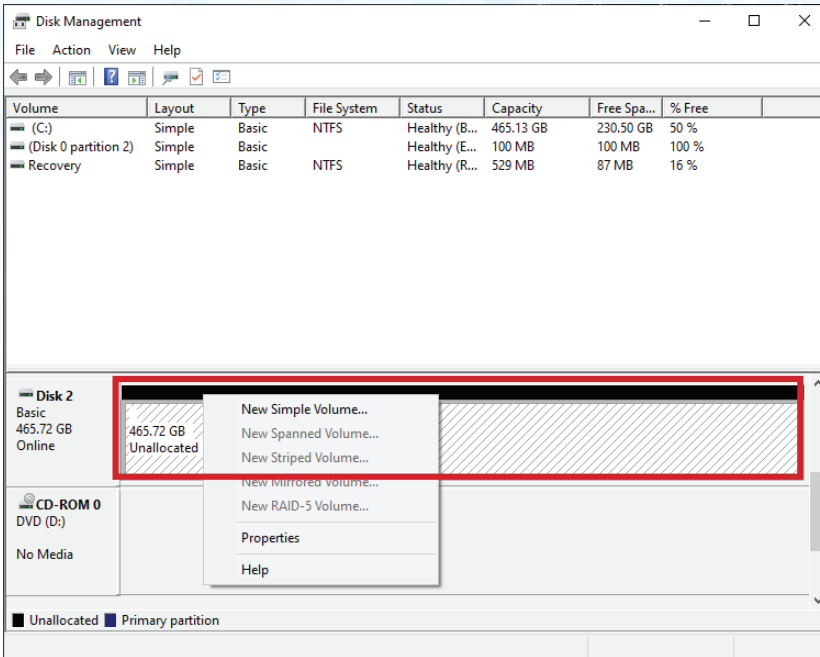 Disk Management
File Action View Help
Volume Layout Type File System Status Capacity Free Spa... % Free
(C:) Simple Basic NTFS Healthy (B... 465.13 GB 230.50 GB 50 %
(Disk 0 partition 2) Simple Basic Healthy (E... 100 MB 100 MB 100 %
Recovery Simple Basic NTFS Healthy (R... 529 MB 87 MB 16 %
Disk 2
Basic
465.72 GB
Online
465.72 GB
Unallocated
New Simple Volume...
New Spanned Volume...
New Striped Volume...
New Mirrored Volume...
New RAID-5 Volume...
Properties
Help
CD-ROM 0
DVD (D:)
No Media
Unallocated Primary partition